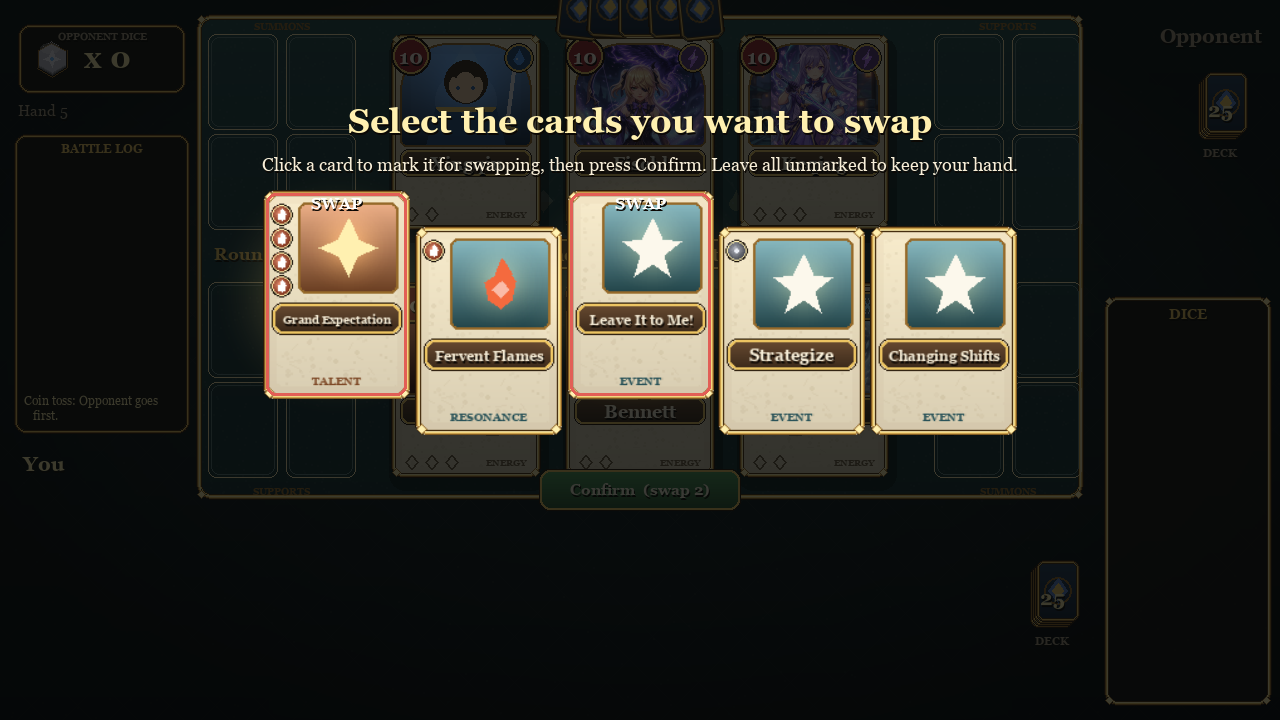 SUMMONS
SUPPORTS
OPPONENT DICE
X 0
Hand 5
10
10
10
Opponent
25
DECK
BATTLE LOG
Select the cards you want to swap
Click a card to mark it for swapping, then press Confirm. Leave all unmarked to keep your hand.
ENERGY
ENERGY
SWAP
Grand Expectation
TALENT
Fervent Flames
RESONANCE
SWAP
Leave It to Me!
EVENT
Strategize
EVENT
Changing Shifts
EVENT
DICE
Coin toss: Opponent goes
first.
Bennett
You
ENERGY
ENERGY
ENERGY
SUPPORTS
SUMMONS
Confirm (swap 2)
25
DECK